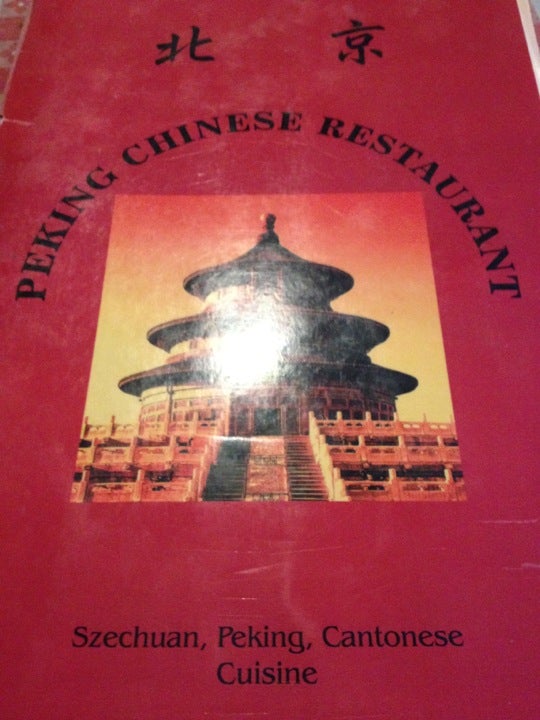 北 京
PEKING CHINESE RESTAURANT
Szechuan, Peking, Cantonese
Cuisine